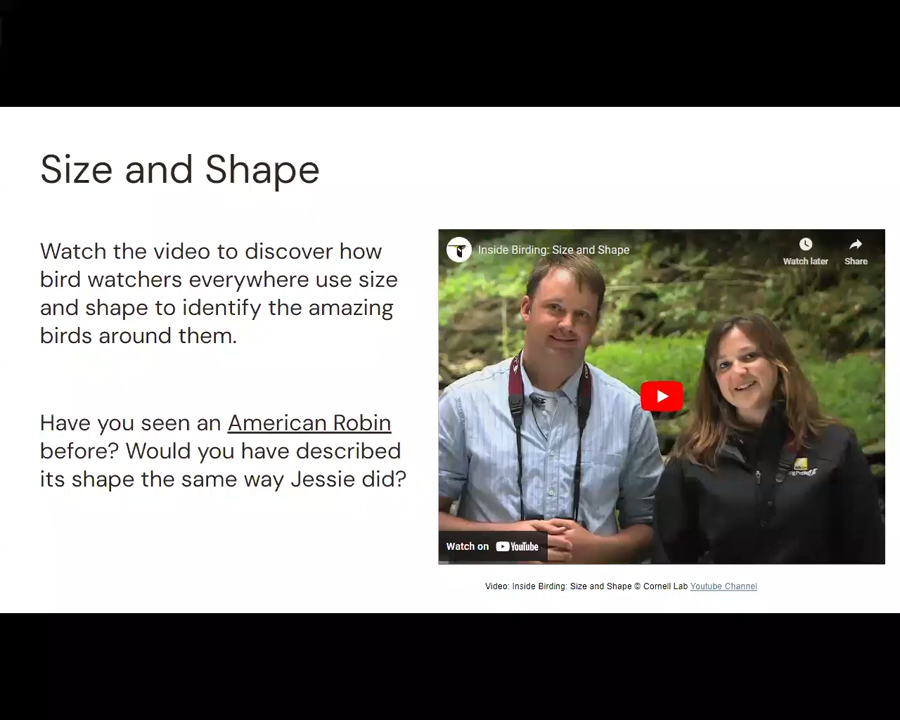 Size and Shape
Watch the video to discover how
bird watchers everywhere use size
and shape to identify the amazing
birds around them.
Have you seen an American Robin
before? Would you have described
its shape the same way Jessie did?
Inside Birding: Size and Shape
Watch later
Share
Watch on YouTube
Video: Inside Birding: Size and Shape © Cornell Lab Youtube Channel